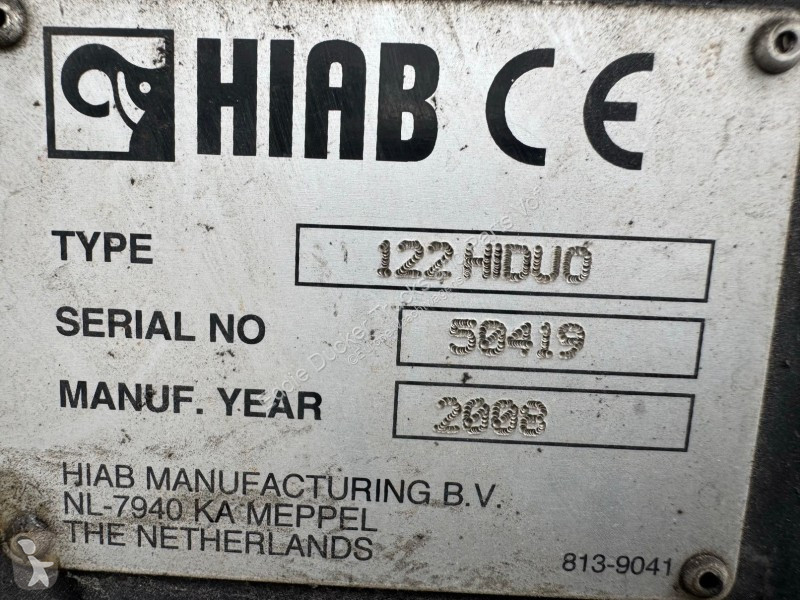 HIAB CE
TYPE 122 HIDUO
SERIAL NO 50419
MANUF. YEAR 2008
HIAB MANUFACTURING B.V.
NL-7940 KA MEPPEL
THE NETHERLANDS
813-9041